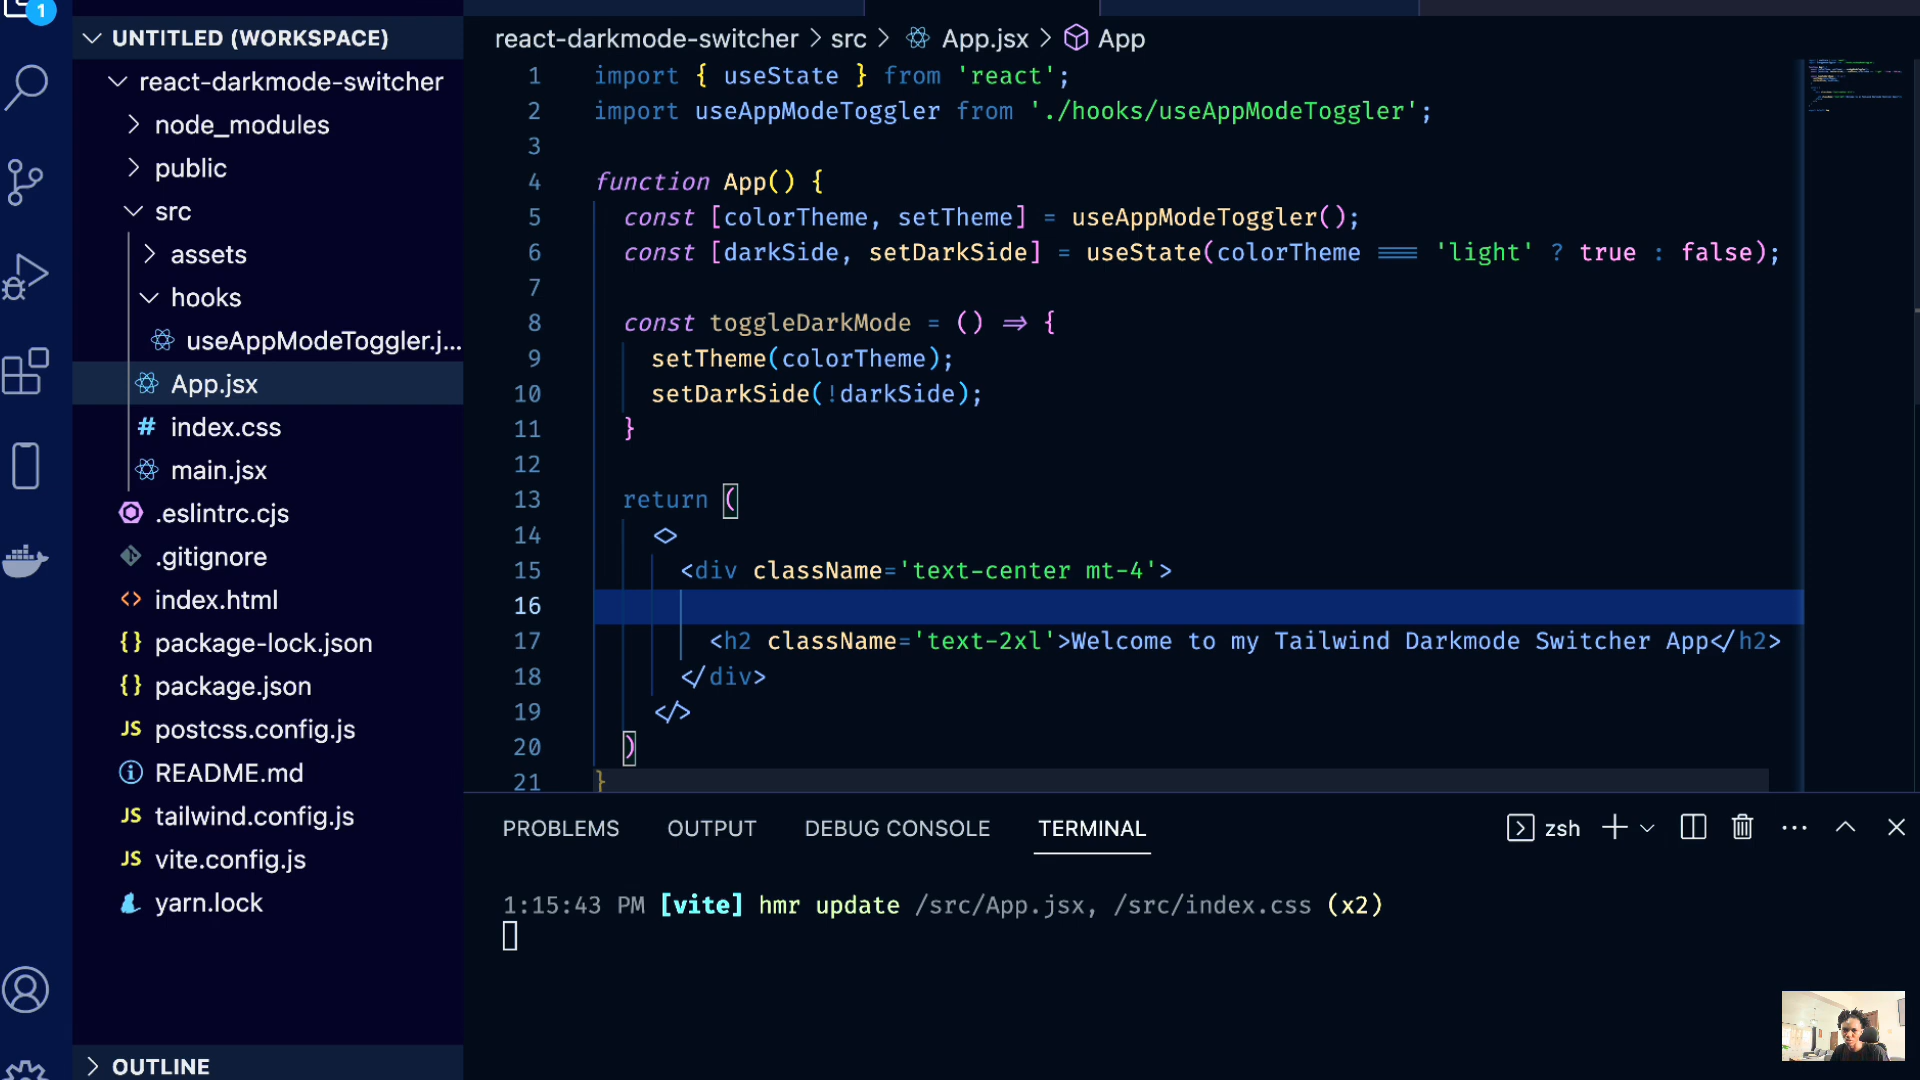 1
UNTITLED (WORKSPACE)
react-darkmode-switcher
node_modules
public
src
assets
hooks
useAppModeToggler.j...
App.jsx
# index.css
main.jsx
.eslintrc.cjs
.gitignore
<> index.html
{} package-lock.json
{} package.json
JS postcss.config.js
README.md
JS tailwind.config.js
JS vite.config.js
yarn.lock
OUTLINE
react-darkmode-switcher > src > App.jsx > App
1 import { useState } from 'react';
2 import useAppModeToggler from './hooks/useAppModeToggler';
3
4 function App() {
5 const [colorTheme, setTheme] = useAppModeToggler();
6 const [darkSide, setDarkSide] = useState(colorTheme === 'light' ? true : false);
7
8 const toggleDarkMode = () => {
9 setTheme(colorTheme);
10 setDarkSide(!darkSide);
11 }
12
13 return (
14 <>
15 <div className='text-center mt-4'>
16
17 <h2 className='text-2xl'>Welcome to my Tailwind Darkmode Switcher App</h2>
18 </div>
19 </>
20 )
21 }
PROBLEMS OUTPUT DEBUG CONSOLE TERMINAL zsh
1:15:43 PM [vite] hmr update /src/App.jsx, /src/index.css (x2)